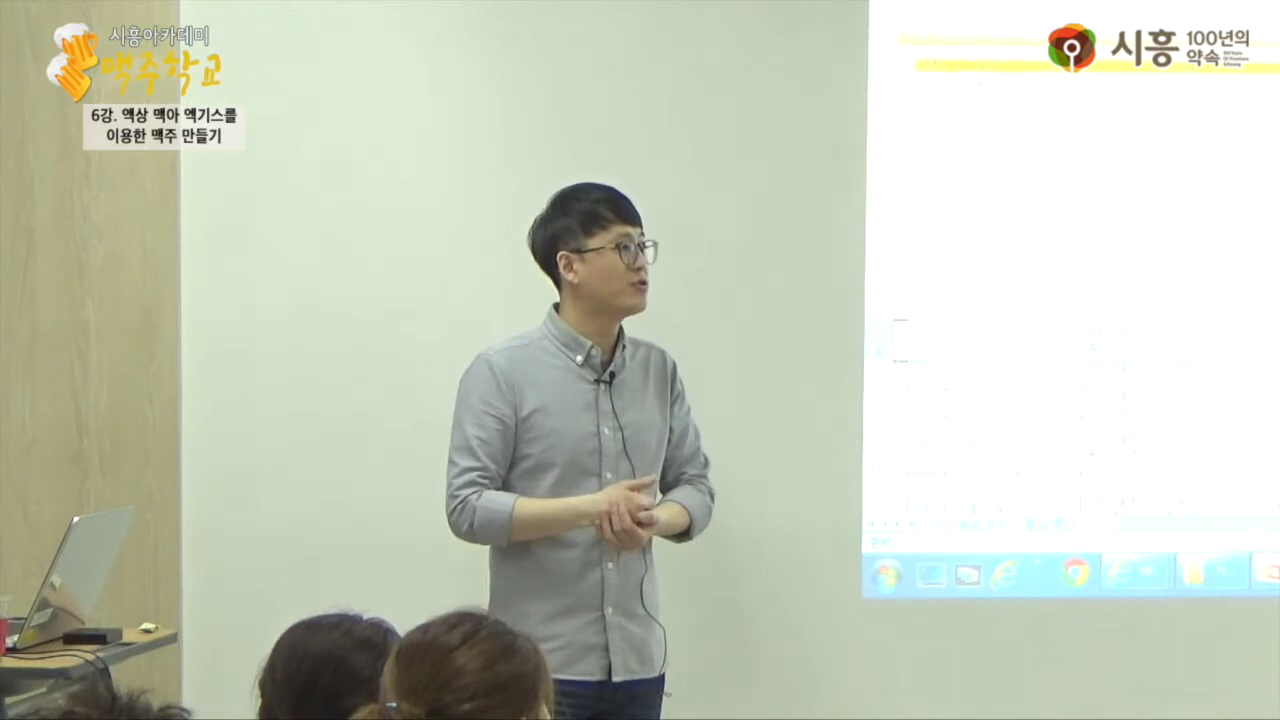 시흥아카데미
맥주학교
6강. 액상 맥아 엑기스를
이용한 맥주 만들기
시흥 100년의
약속